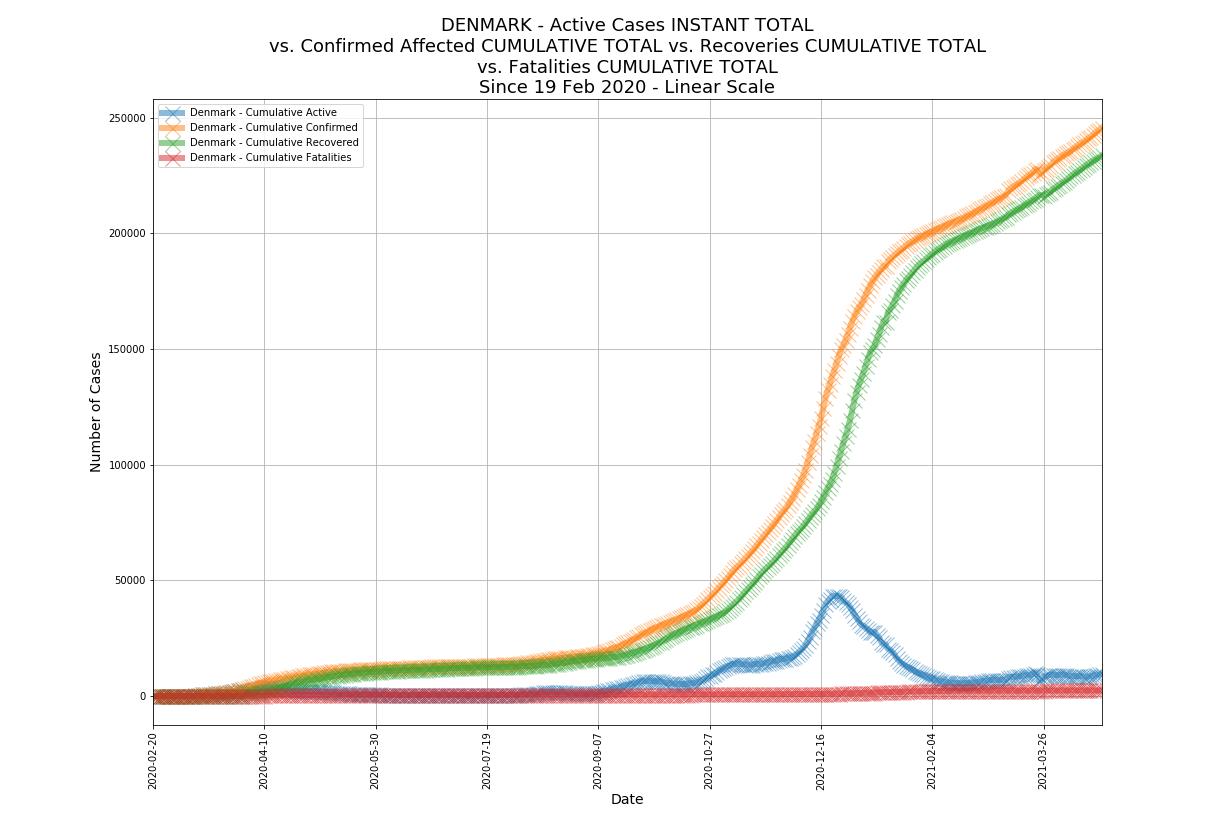 DENMARK - Active Cases INSTANT TOTAL
vs. Confirmed Affected CUMULATIVE TOTAL vs. Recoveries CUMULATIVE TOTAL
vs. Fatalities CUMULATIVE TOTAL
Since 19 Feb 2020 - Linear Scale
Denmark - Cumulative Active
Denmark - Cumulative Confirmed
Denmark - Cumulative Recovered
Denmark - Cumulative Fatalities
250000
200000
150000
100000
50000
0
Number of Cases
2020-02-20
2020-04-10
2020-05-30
2020-07-19
2020-09-07
2020-10-27
2020-12-16
2021-02-04
2021-03-26
Date